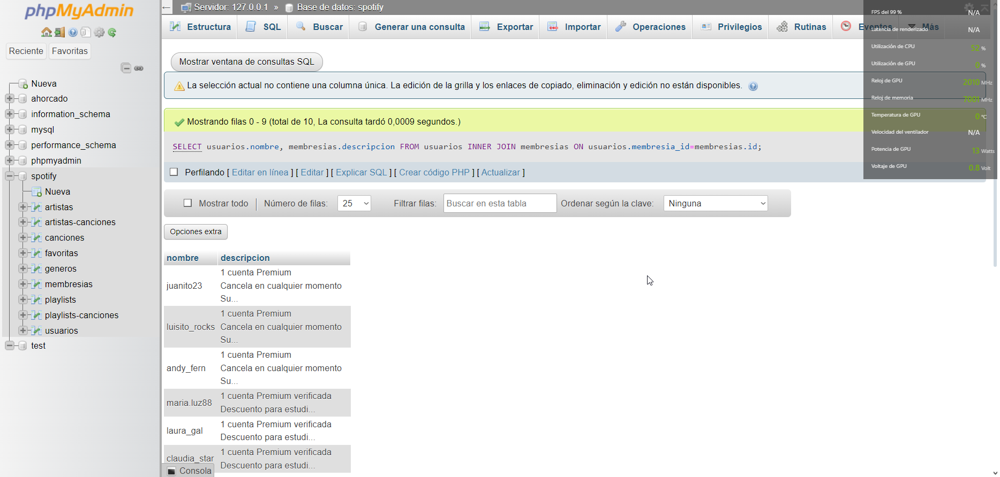 phpMyAdmin
Reciente Favoritas
Nueva
ahorcado
information_schema
mysql
performance_schema
phpmyadmin
spotify
Nueva
artistas
artistas-canciones
canciones
favoritas
generos
membresias
playlists
playlists-canciones
usuarios
test
← Servidor: 127.0.0.1 » Base de datos: spotify
Estructura SQL Buscar Generar una consulta Exportar Importar Operaciones Privilegios Rutinas Eventos Más
FPS del 99 % N/A
Latencia de renderizado N/A
Utilización de CPU 52 %
Utilización de GPU 0 %
Reloj de GPU 2010 MHz
Reloj de memoria 7001 MHz
Temperatura de GPU 0 °C
Velocidad del ventilador N/A
Potencia de GPU 13 Watts
Voltaje de GPU 0.8 Volt
Mostrar ventana de consultas SQL
La selección actual no contiene una columna única. La edición de la grilla y los enlaces de copiado, eliminación y edición no están disponibles.
Mostrando filas 0 - 9 (total de 10, La consulta tardó 0,0009 segundos.)
SELECT usuarios.nombre, membresias.descripcion FROM usuarios INNER JOIN membresias ON usuarios.membresia_id=membresias.id;
Perfilando [ Editar en línea ] [ Editar ] [ Explicar SQL ] [ Crear código PHP ] [ Actualizar ]
Mostrar todo | Número de filas: 25 Filtrar filas: Buscar en esta tabla Ordenar según la clave: Ninguna
Opciones extra
nombre descripcion
juanito23 1 cuenta Premium
Cancela en cualquier momento
Su...
luisito_rocks 1 cuenta Premium
Cancela en cualquier momento
Su...
andy_fern 1 cuenta Premium
Cancela en cualquier momento
Su...
maria.luz88 1 cuenta Premium verificada
Descuento para estudi...
laura_gal 1 cuenta Premium verificada
Descuento para estudi...
claudia_star 1 cuenta Premium verificada
Descuento para estudi...
Consola